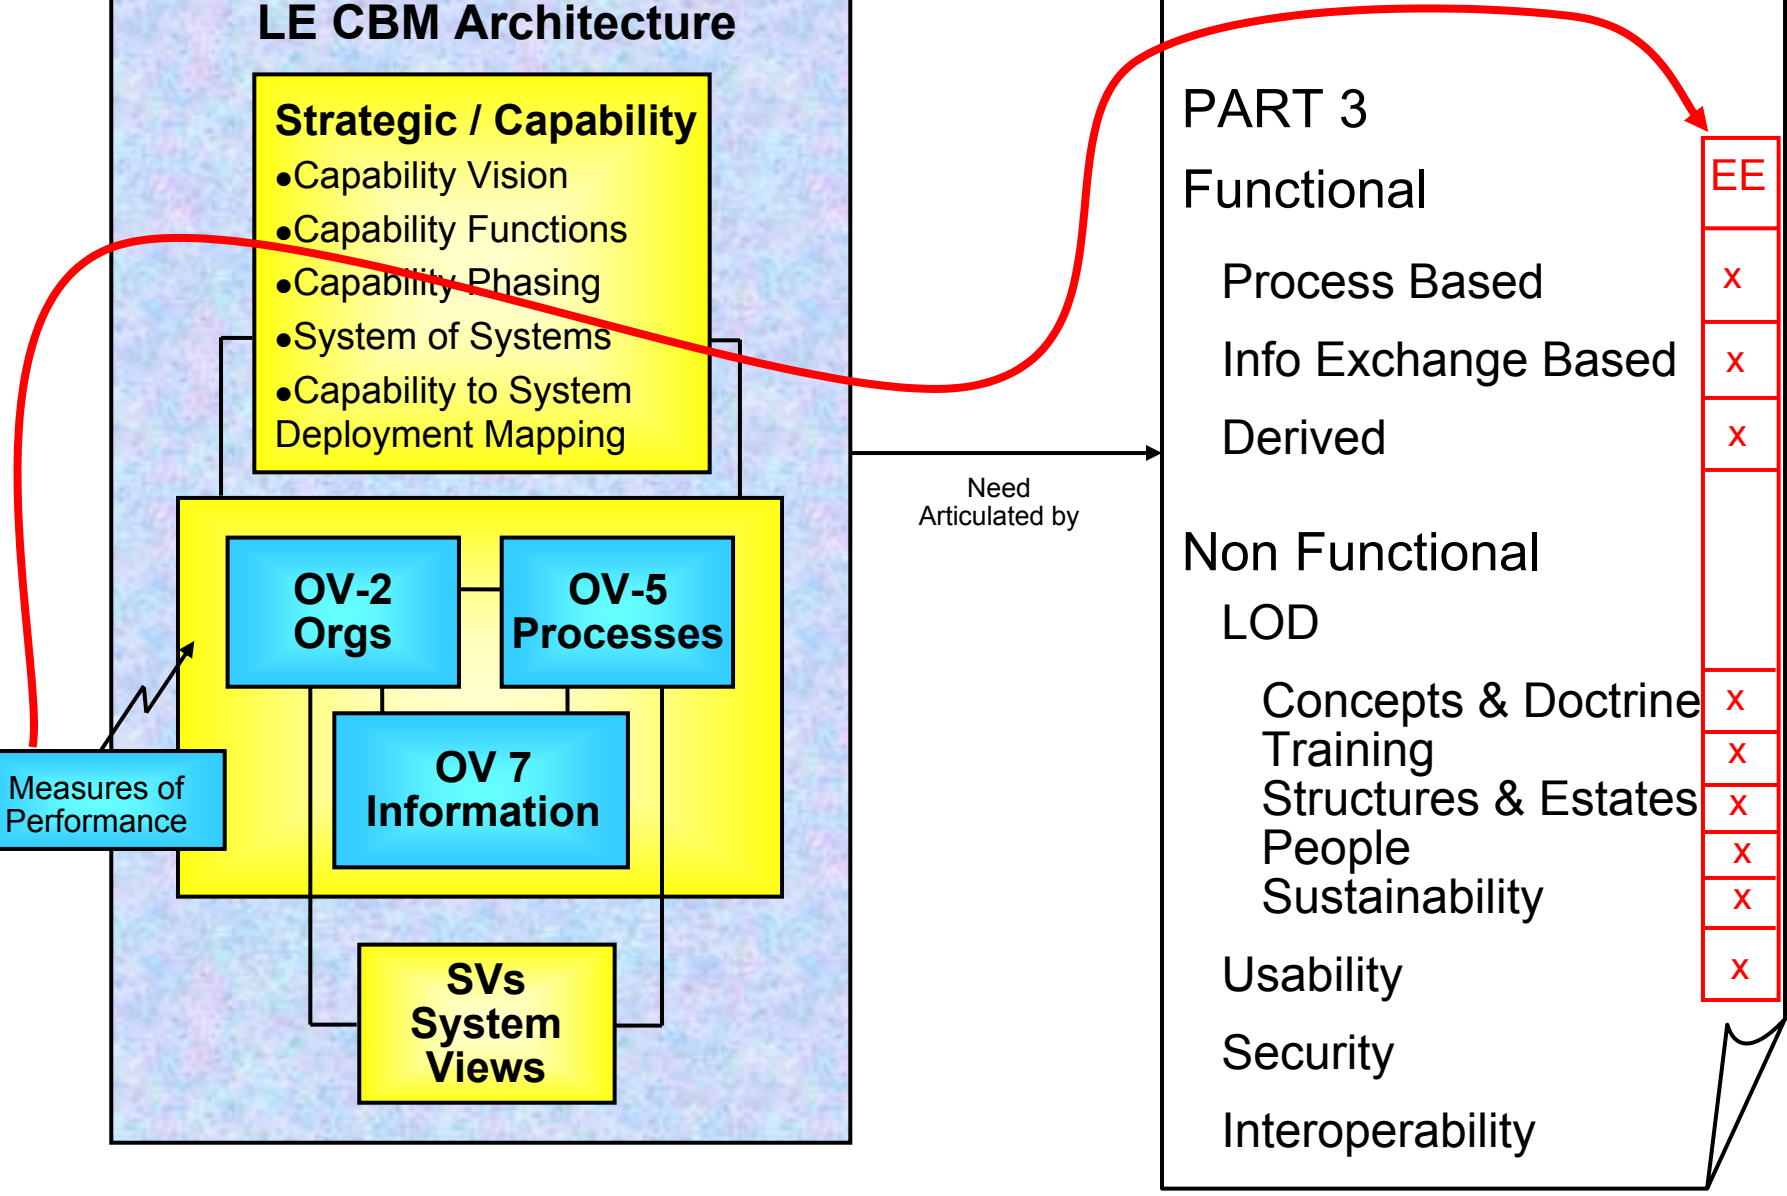 LE CBM Architecture
Strategic / Capability
●Capability Vision
●Capability Functions
●Capability Phasing
●System of Systems
●Capability to System
Deployment Mapping
OV-2
Orgs
OV-5
Processes
OV 7
Information
Measures of
Performance
SVs
System
Views
Need
Articulated by
PART 3
EE
Functional
Process Based x
Info Exchange Based x
Derived x
Non Functional
LOD
Concepts & Doctrine x
Training x
Structures & Estates x
People x
Sustainability x
Usability x
Security
Interoperability